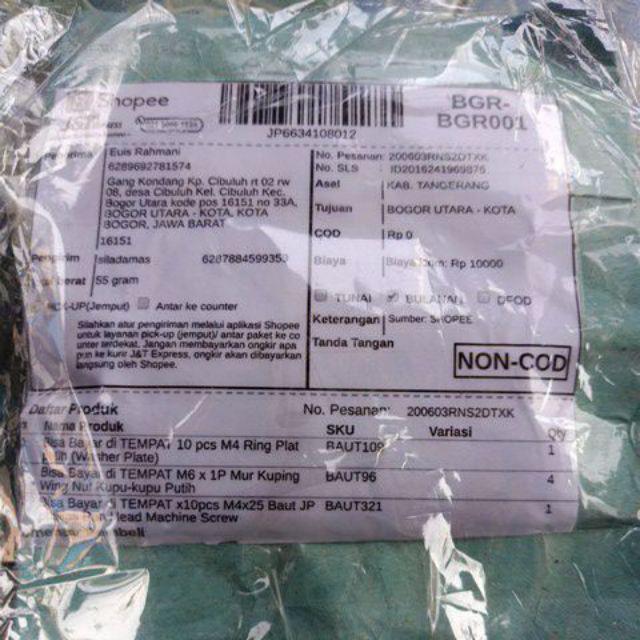 Shopee
BGR-
BGR001
JP6634108012
Eus Rahmani
6289692781574
Gang Kondang Kp. Cibuluh rt 02 rw
Desa Cibuluh Kel. Cibuluh Kec.
Bogor Utara kode pos 16151 no 33A,
BOGOR UTARA - KOTA, KOTA
BOGOR, JAWA BARAT
16151
siladamas 6287884599353
55 gram
Antar ke counter
Silahkan atur pengiriman melalui aplikasi Shopee
untuk layanan pick-up (jemput)/ antar paket ke co
unter terdekat. Jangan membayarkan ongkir apa
pun ke kurir J&T Express, ongkir akan dibayarkan
langsung oleh Shopee.
No. Pesanan: 200603RNS2DTXK
No. SLS ID2016241969876
Asel KAB. TANGERANG
Tujuan BOGOR UTARA - KOTA
COD Rp 0
Biaya Rp 10000
TUNAI BULANAN DFOD
Keterangan Sumber: SHOPEE
Tanda Tangan
NON-COD
Daftar Produk No. Pesanan: 200603RNS2DTXK
Nama Produk SKU Variasi
Bisa Bayar di TEMPAT 10 pcs M4 Ring Plat 1
(Washer Plate)
Bisa Bayar di TEMPAT M6 x 1P Mur Kuping BAUT96 4
Wing Nut Kupu-kupu Putih
Bayar di TEMPAT x10pcs M4x25 Baut JP BAUT321 1
Head Machine Screw